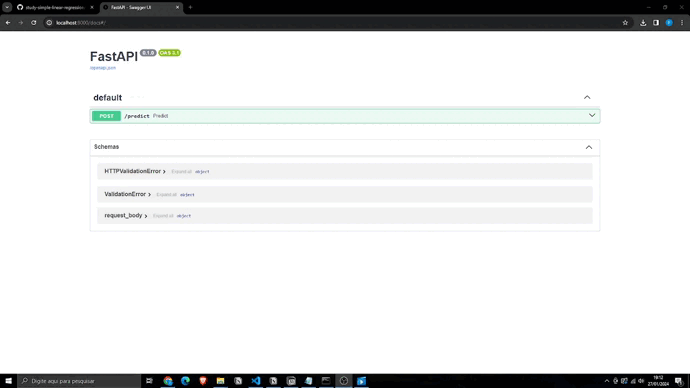 study-simple-linear-regression
FastAPI - Swagger UI
localhost:8000/docs#/
FastAPI 0.1.0 OAS 3.1
/openapi.json
default
POST /predict Predict
Schemas
HTTPValidationError > Expand all object
ValidationError > Expand all object
request_body > Expand all object
Digite aqui para pesquisar
19:12
27/01/2024